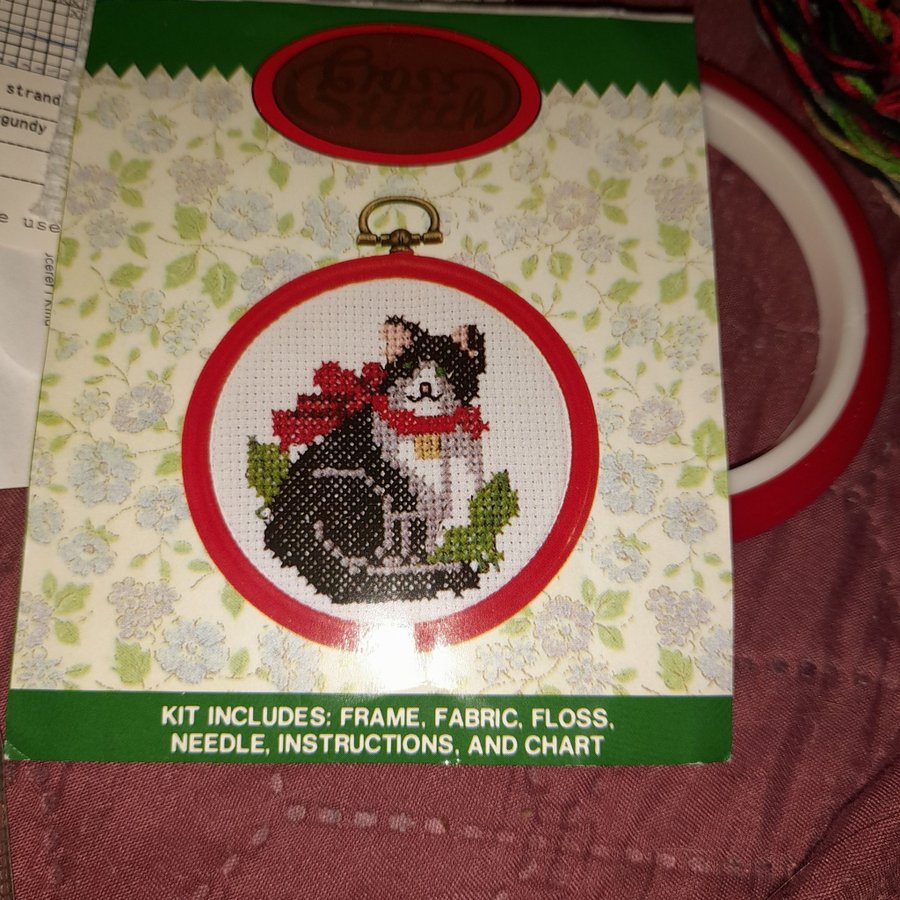 strand
gundy
e use
Cross
Stitch
KIT INCLUDES: FRAME, FABRIC, FLOSS,
NEEDLE, INSTRUCTIONS, AND CHART